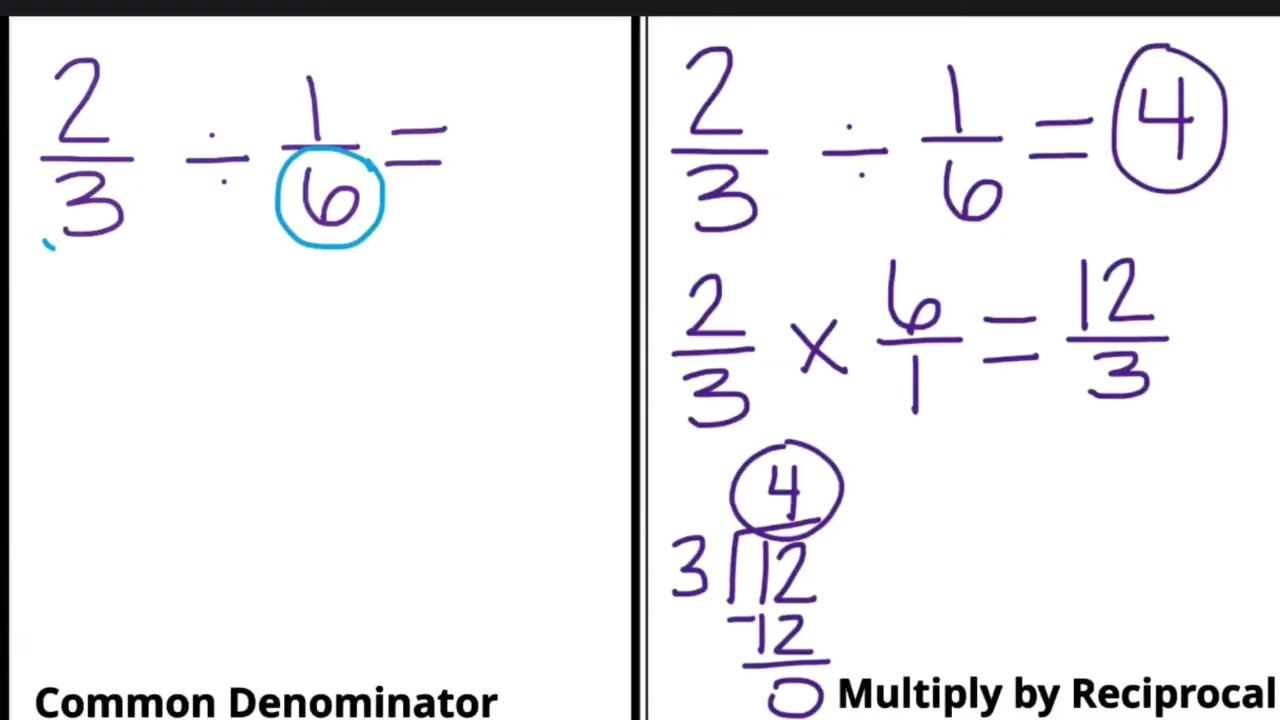 2/3 ÷ 1/6 =
Common Denominator
2/3 ÷ 1/6 = 4
2/3 × 6/1 = 12/3
4
3 12
-12
0
Multiply by Reciprocal